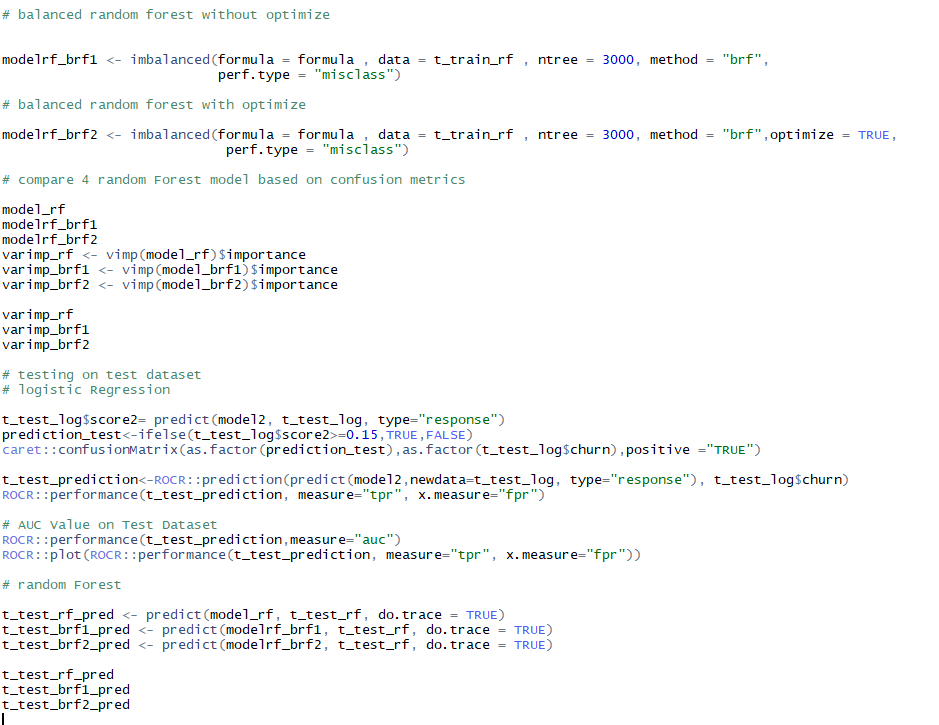 # balanced random forest without optimize
modelrf_brf1 <- imbalanced(formula = formula , data = t_train_rf , ntree = 3000, method = "brf",
perf.type = "misclass")
# balanced random forest with optimize
modelrf_brf2 <- imbalanced(formula = formula , data = t_train_rf , ntree = 3000, method = "brf",optimize = TRUE,
perf.type = "misclass")
# compare 4 random Forest model based on confusion metrics
model_rf
modelrf_brf1
modelrf_brf2
varimp_rf <- vimp(model_rf)$importance
varimp_brf1 <- vimp(model_brf1)$importance
varimp_brf2 <- vimp(model_brf2)$importance
varimp_rf
varimp_brf1
varimp_brf2
# testing on test dataset
# logistic Regression
t_test_log$score2= predict(model2, t_test_log, type="response")
prediction_test<-ifelse(t_test_log$score2>=0.15,TRUE,FALSE)
caret::confusionMatrix(as.factor(prediction_test),as.factor(t_test_log$churn),positive ="TRUE")
t_test_prediction<-ROCR::prediction(predict(model2,newdata=t_test_log, type="response"), t_test_log$churn)
ROCR::performance(t_test_prediction, measure="tpr", x.measure="fpr")
# AUC Value on Test Dataset
ROCR::performance(t_test_prediction,measure="auc")
ROCR::plot(ROCR::performance(t_test_prediction, measure="tpr", x.measure="fpr"))
# random Forest
t_test_rf_pred <- predict(model_rf, t_test_rf, do.trace = TRUE)
t_test_brf1_pred <- predict(modelrf_brf1, t_test_rf, do.trace = TRUE)
t_test_brf2_pred <- predict(modelrf_brf2, t_test_rf, do.trace = TRUE)
t_test_rf_pred
t_test_brf1_pred
t_test_brf2_pred